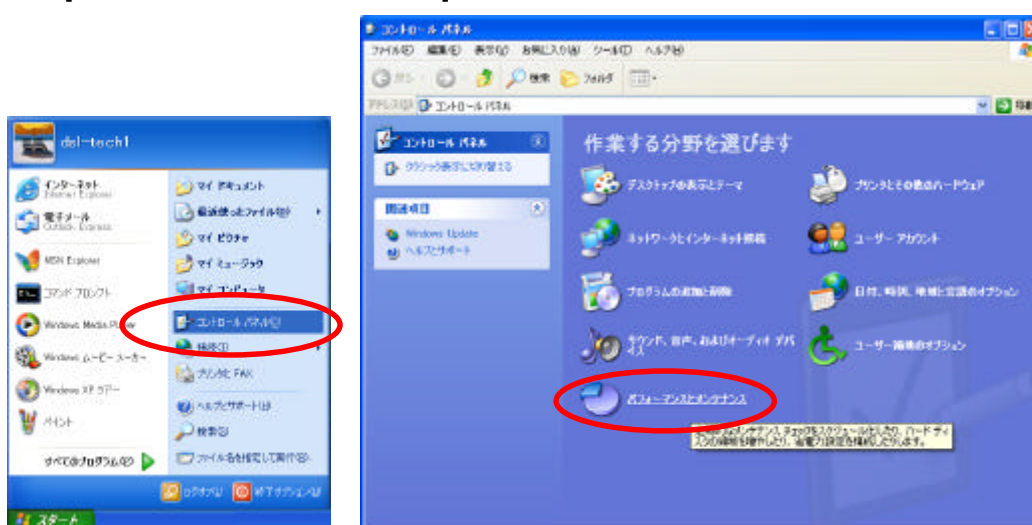 dsl-tech1
インターネット
Internet Explorer
電子メール
Outlook Express
MSN Explorer
コマンド プロンプト
Windows Media Player
Windows ムービー メーカー
Windows XP ツアー
ペイント
すべてのプログラム(P)
マイ ドキュメント
最近使ったファイル(D)
マイ ピクチャ
マイ ミュージック
マイ コンピュータ
コントロール パネル(C)
接続(T)
プリンタと FAX
ヘルプとサポート(H)
検索(S)
ファイル名を指定して実行(R)...
ログオフ(L)
終了オプション(U)
スタート
コントロール パネル
ファイル(F) 編集(E) 表示(V) お気に入り(A) ツール(T) ヘルプ(H)
戻る
検索
フォルダ
アドレス(D)
コントロール パネル
移動
コントロール パネル
クラシック表示に切り替える
関連項目
Windows Update
ヘルプとサポート
作業する分野を選びます
デスクトップの表示とテーマ
プリンタとその他のハードウェア
ネットワークとインターネット接続
ユーザー アカウント
プログラムの追加と削除
日付、時刻、地域と言語のオプション
サウンド、音声、およびオーディオ デバ
イス
ユーザー補助のオプション
パフォーマンスとメンテナンス